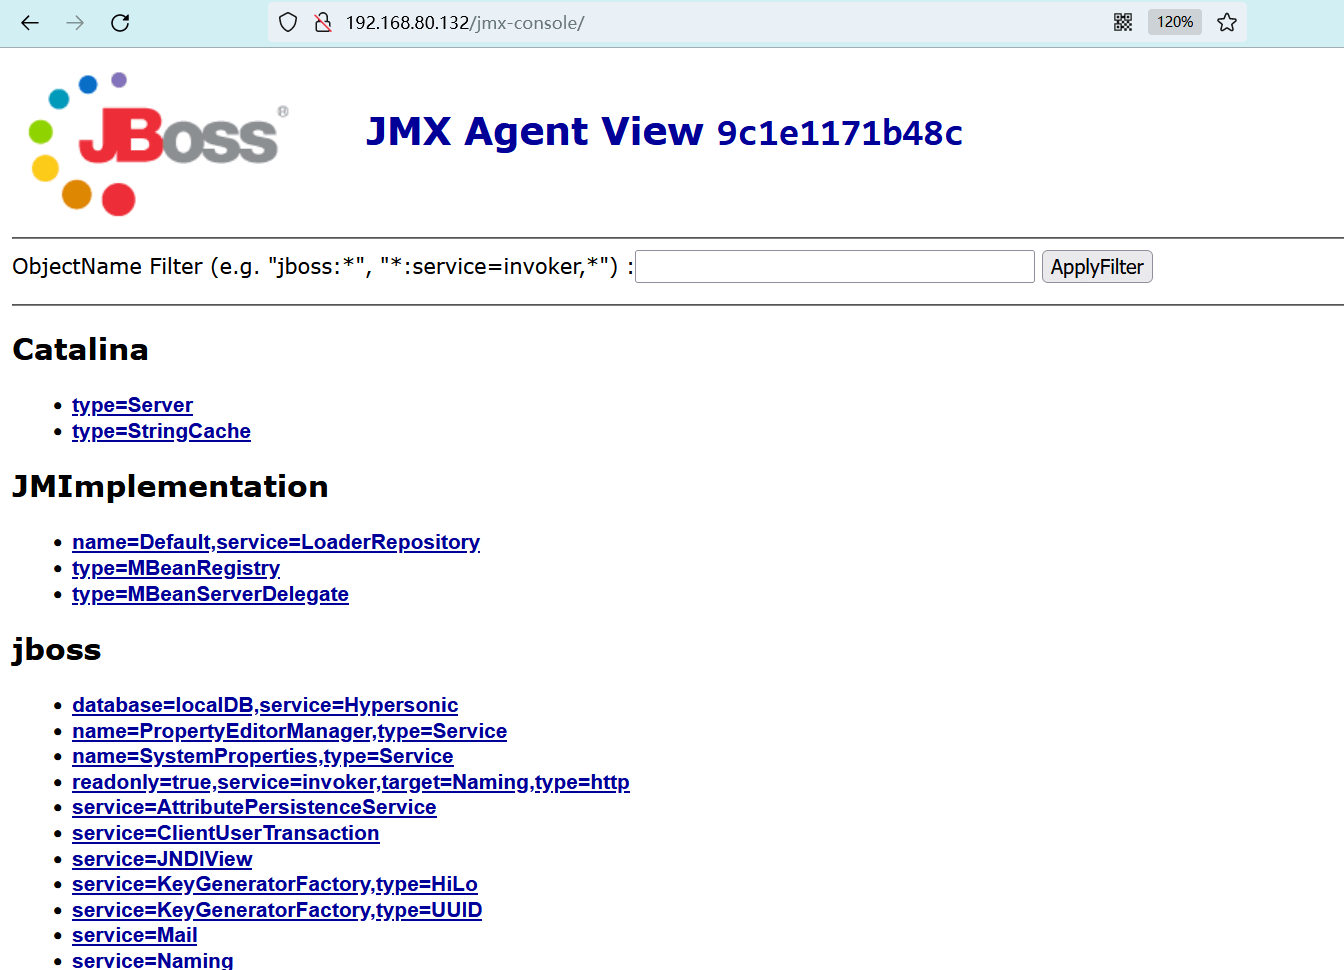 192.168.80.132/jmx-console/
120%
JBoss®
JMX Agent View 9c1e1171b48c
ObjectName Filter (e.g. "jboss:*", "*:service=invoker,*") :
ApplyFilter
Catalina
type=Server
type=StringCache
JMImplementation
name=Default,service=LoaderRepository
type=MBeanRegistry
type=MBeanServerDelegate
jboss
database=localDB,service=Hypersonic
name=PropertyEditorManager,type=Service
name=SystemProperties,type=Service
readonly=true,service=invoker,target=Naming,type=http
service=AttributePersistenceService
service=ClientUserTransaction
service=JNDIView
service=KeyGeneratorFactory,type=HiLo
service=KeyGeneratorFactory,type=UUID
service=Mail
service=Naming